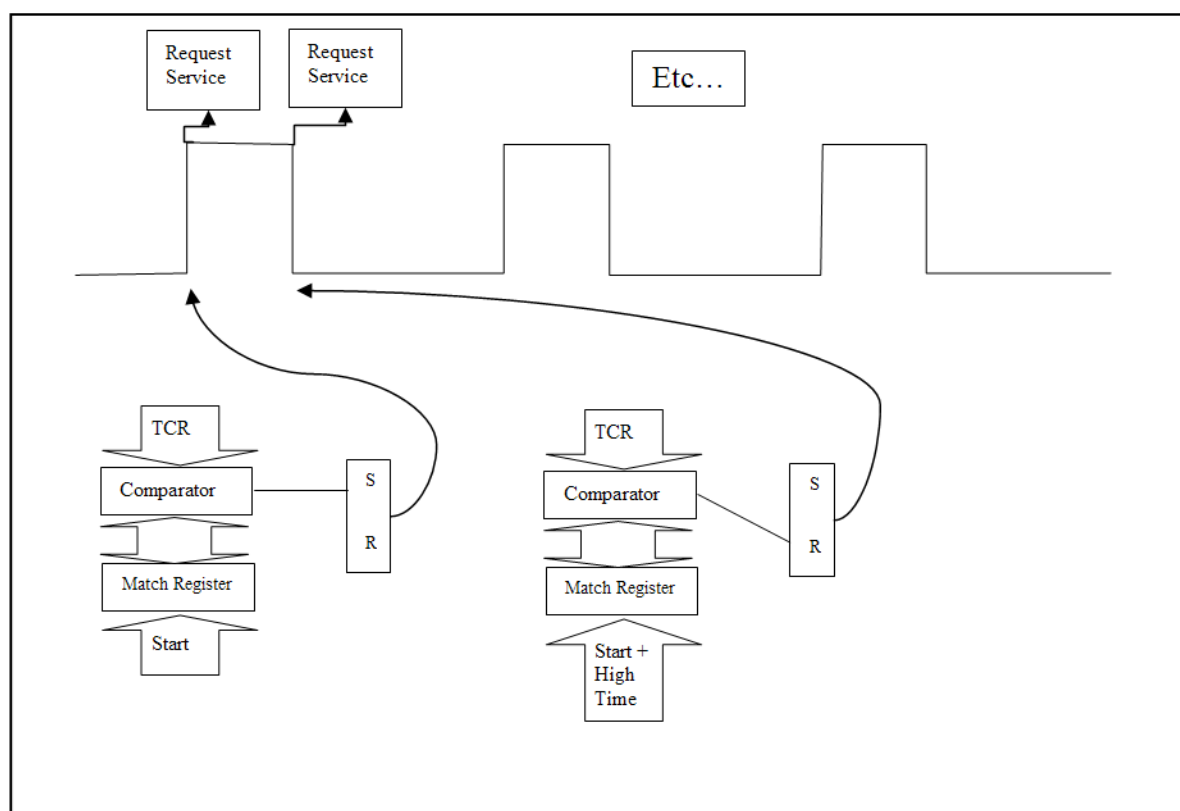 Request
Service
Request
Service
Etc…
TCR
Comparator
S
R
Match Register
Start
TCR
Comparator
S
R
Match Register
Start +
High
Time